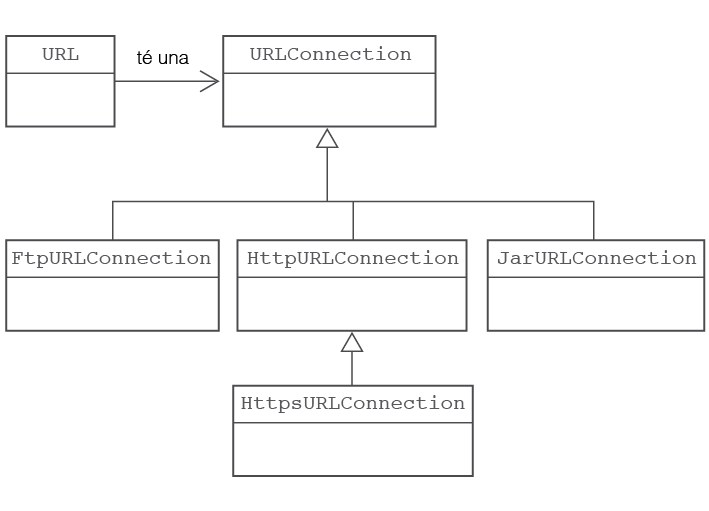 URL
té una
URLConnection
FtpURLConnection
HttpURLConnection
JarURLConnection
HttpsURLConnection